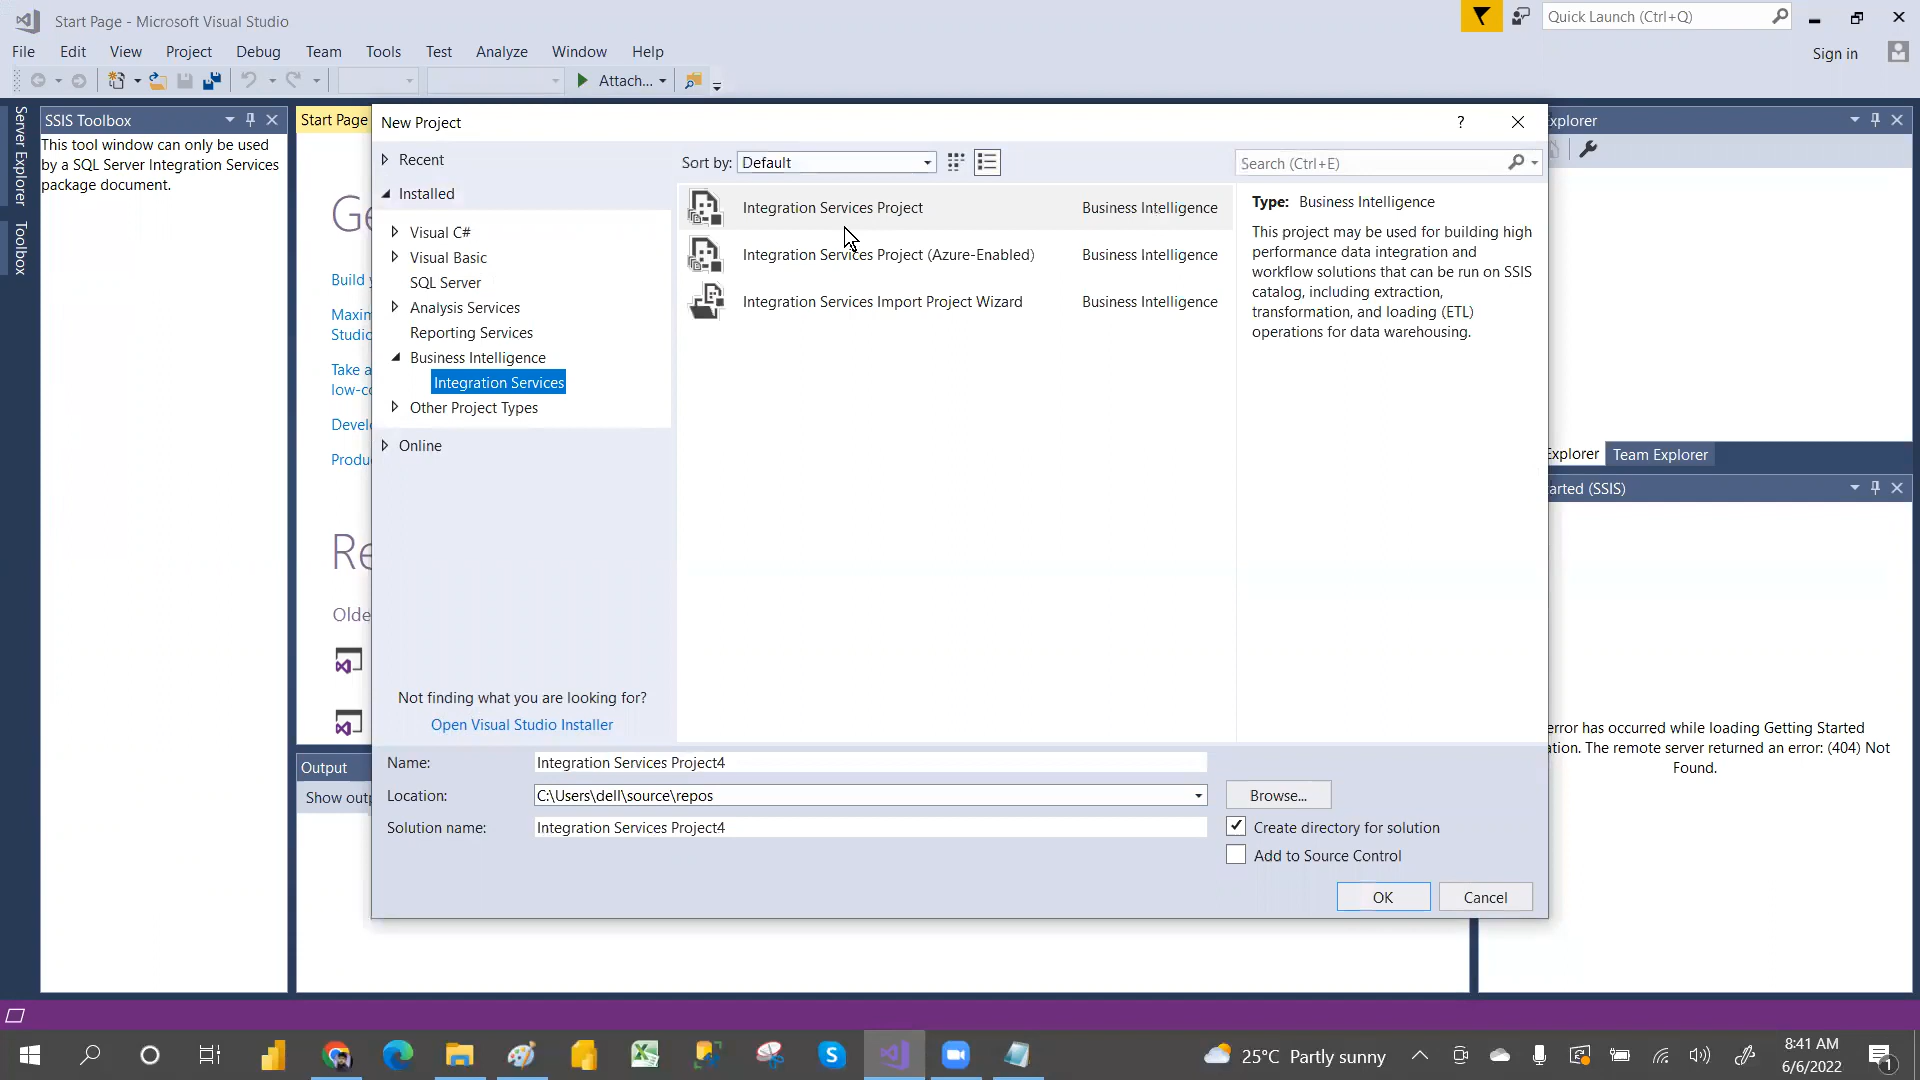 Start Page - Microsoft Visual Studio
Quick Launch (Ctrl+Q)
File Edit View Project Debug Team Tools Test Analyze Window Help
Sign in
Attach...
Server Explorer
Toolbox
SSIS Toolbox
This tool window can only be used
by a SQL Server Integration Services
package document.
Start Page
Ge
Build y
Maxim
Studio
Take a
low-co
Develo
Produ
Re
Olde
Output
Show outp
New Project
?
Recent
Installed
Visual C#
Visual Basic
SQL Server
Analysis Services
Reporting Services
Business Intelligence
Integration Services
Other Project Types
Online
Not finding what you are looking for?
Open Visual Studio Installer
Sort by: Default
Search (Ctrl+E)
Integration Services Project Business Intelligence
Integration Services Project (Azure-Enabled) Business Intelligence
Integration Services Import Project Wizard Business Intelligence
Type: Business Intelligence
This project may be used for building high
performance data integration and
workflow solutions that can be run on SSIS
catalog, including extraction,
transformation, and loading (ETL)
operations for data warehousing.
Name: Integration Services Project4
Location: C:\Users\dell\source\repos
Browse...
Solution name: Integration Services Project4
Create directory for solution
Add to Source Control
OK Cancel
xplorer
Explorer Team Explorer
arted (SSIS)
error has occurred while loading Getting Started
ation. The remote server returned an error: (404) Not
Found.
25°C Partly sunny
8:41 AM
6/6/2022
1